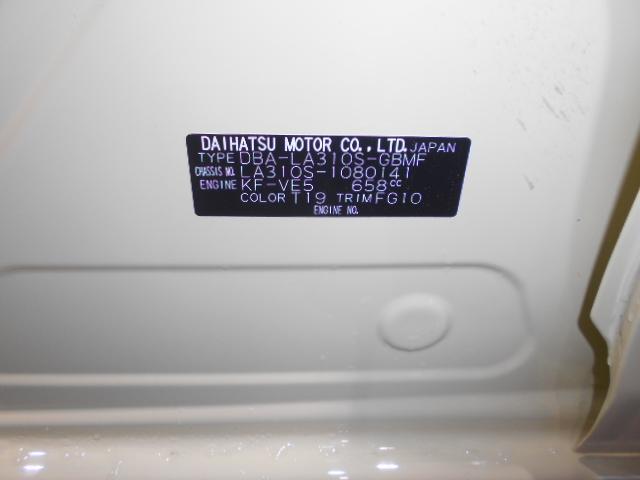 DAIHATSU MOTOR CO., LTD. JAPAN
TYPE DBA-LA310S-GBMF
CHASSIS NO. LA310S-1080141
ENGINE KF-VE5 658cc
COLOR T19 TRIM FG10
ENGINE NO.